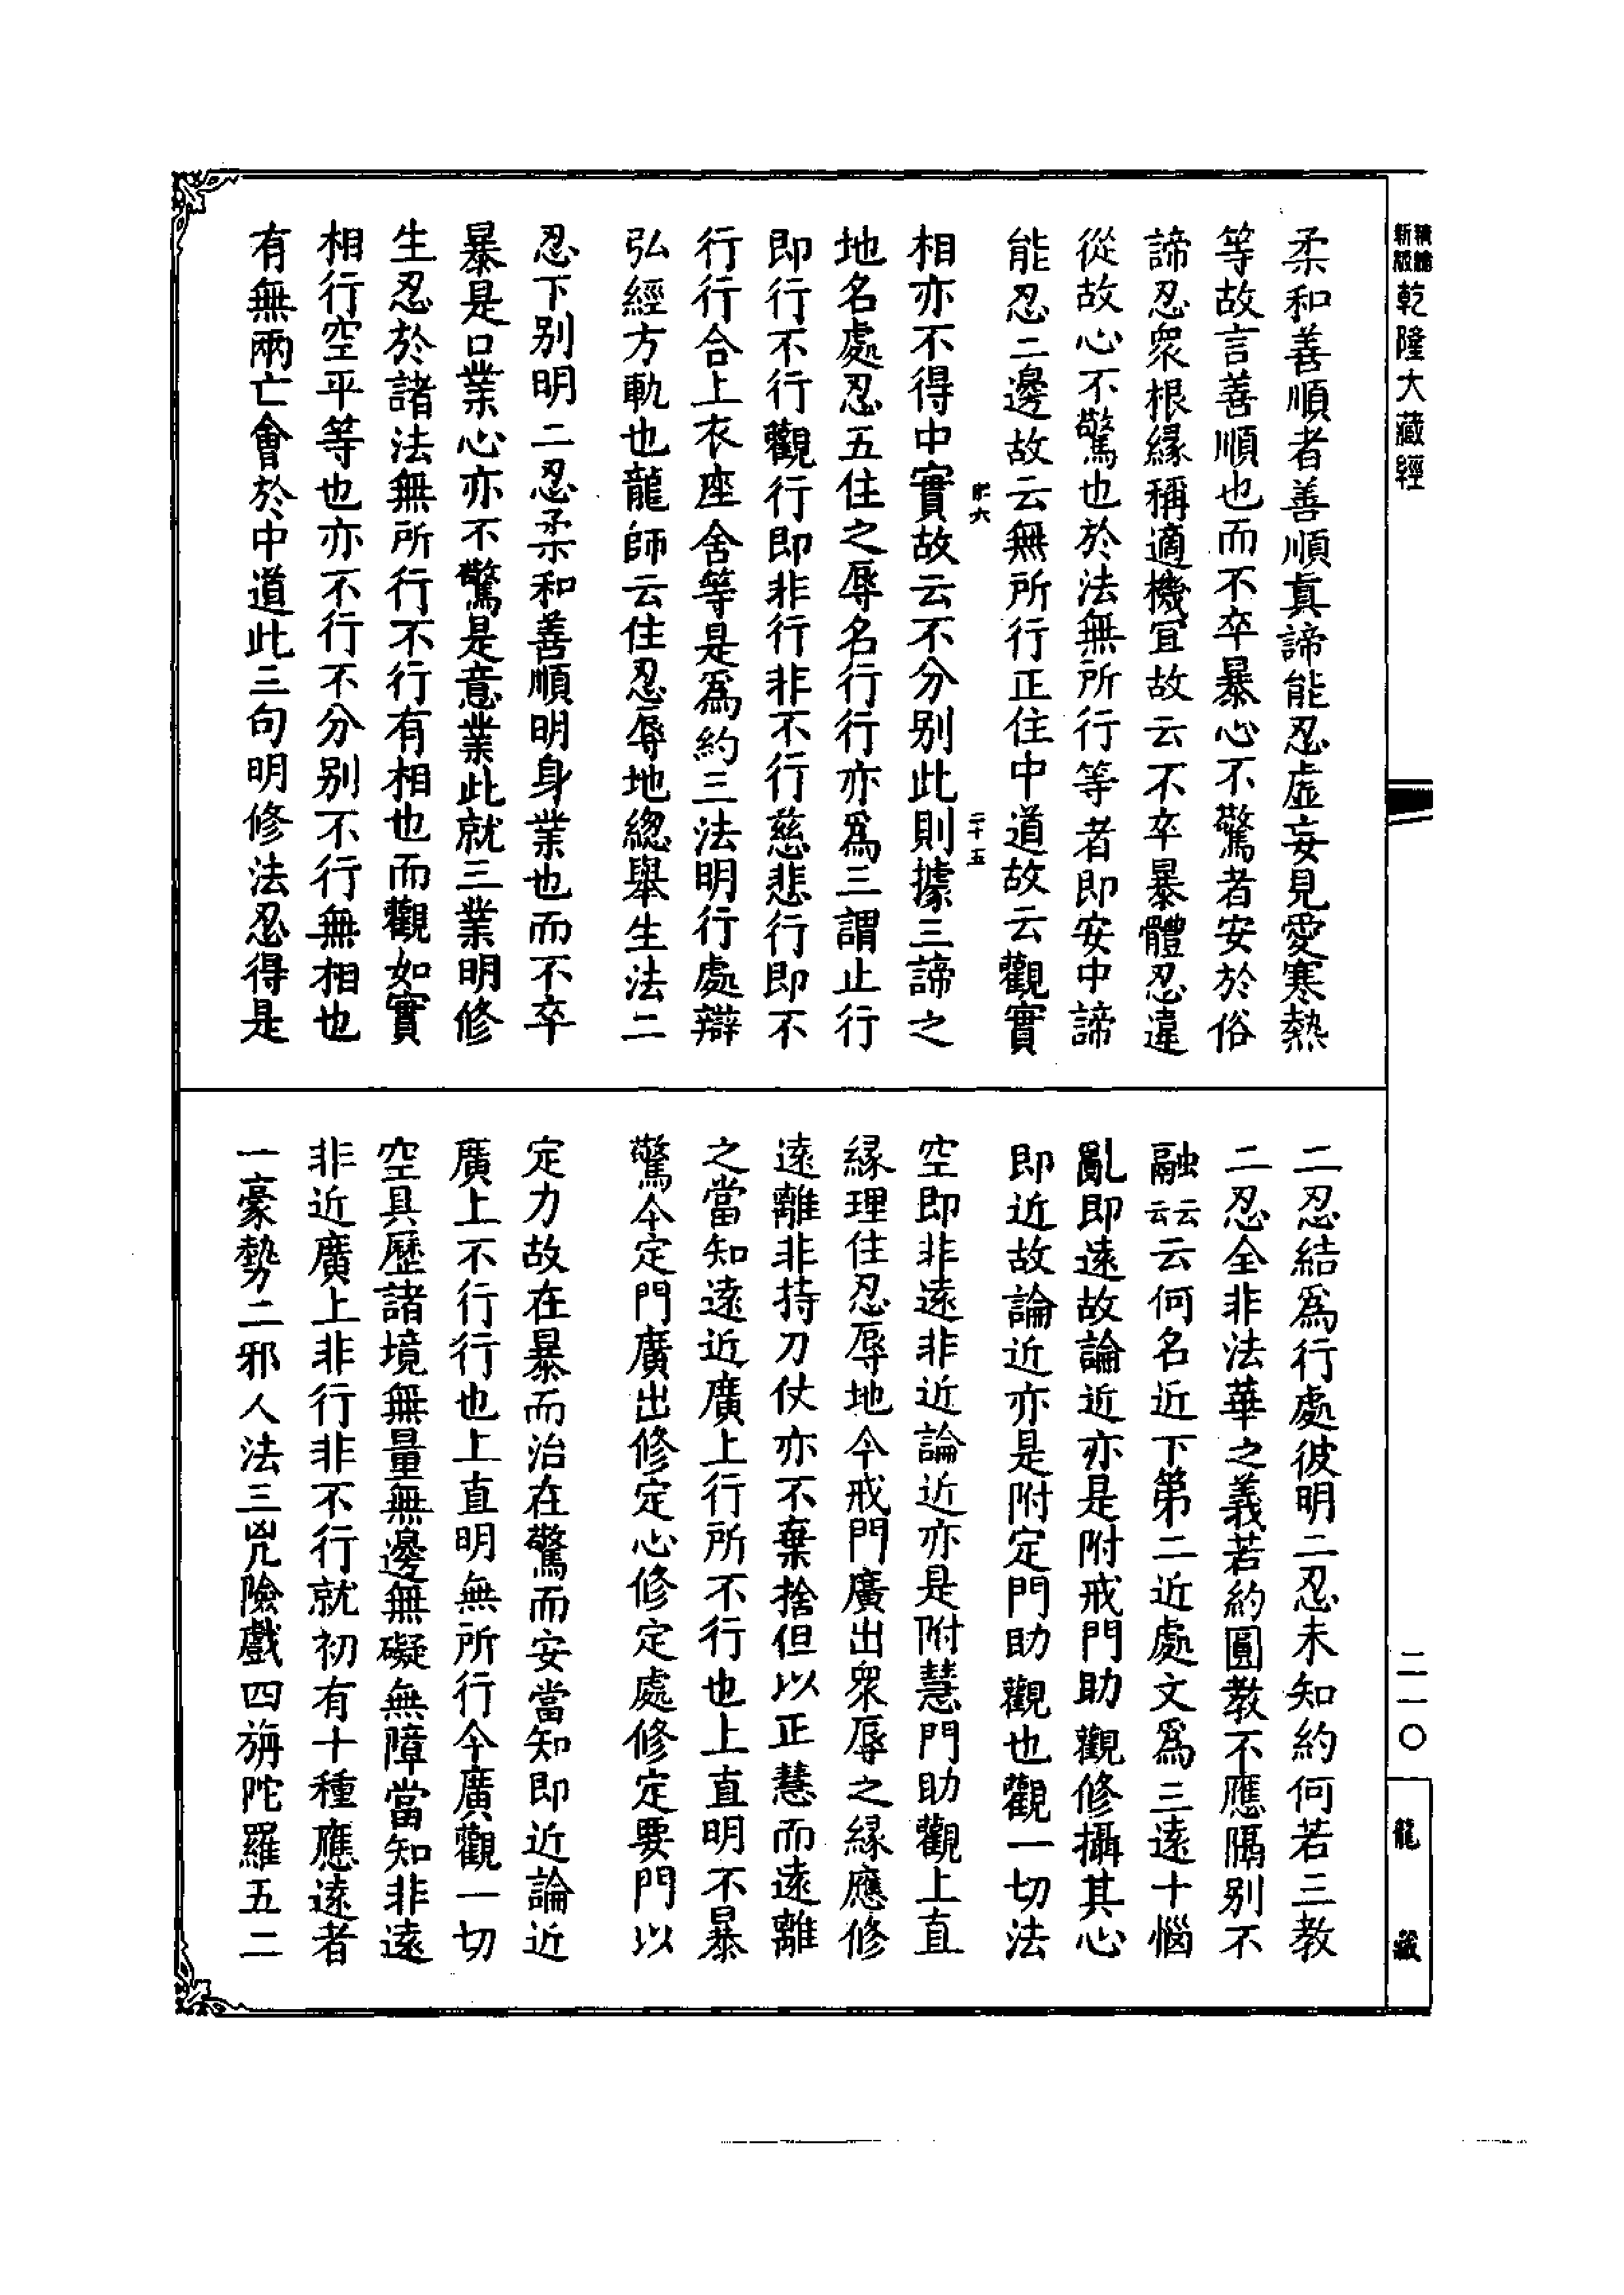 新版
乾隆大藏經
二一〇
龍藏
柔和善順者善順真諦能忍虛妄見愛寒熱
等故言善順也而不卒暴心不驚者安於俗
諦忍眾根緣稱適機宜故云不卒暴體忍違
從故心不驚也於法無所行等者即安中諦
能忍二邊故云無所行正住中道故云觀實
二十五
相亦不得中實故云不分別此則據三諦之
地名處忍五住之辱名行行亦為三謂止行
即行不行觀行即非行非不行慈悲行即不
行行合上衣座舍等是為約三法明行處辯
弘經方軌也龍師云住忍辱地總舉生法二
忍下別明二忍柔和善順明身業也而不卒
暴是口業心亦不驚是意業此就三業明修
生忍於諸法無所行不行有相也而觀如實
相行空平等也亦不行不分別不行無相也
有無兩亡會於中道此三句明修法忍得是
二忍結為行處彼明二忍未知約何若三教
二忍全非法華之義若約圓教不應隔別不
融云云云何名近下第二近處文為三遠十惱
亂即遠故論近亦是附戒門助觀修攝其心
即近故論近亦是附定門助觀也觀一切法
空即非遠非近論近亦是附慧門助觀上直
緣理住忍辱地今戒門廣出眾辱之緣應修
遠離非持刀仗亦不棄捨但以正慧而遠離
之當知遠近廣上行所不行也上直明不暴
驚今定門廣出修定心修定處修定要門以
定力故在暴而治在驚而安當知即近論近
廣上不行行也上直明無所行今廣觀一切
空具歷諸境無量無邊無礙無障當知非遠
非近廣上非行非不行就初有十種應遠者
一豪勢二邪人法三兇險戲四旃陀羅五二